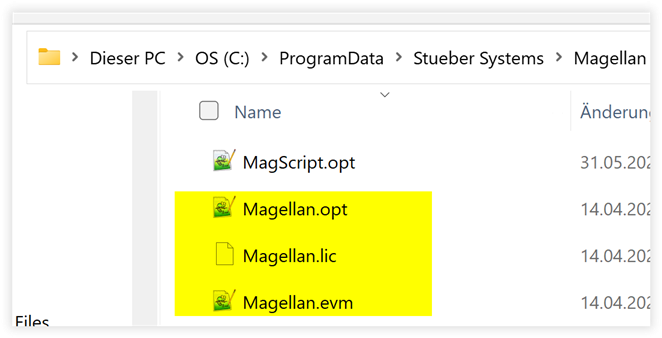 Dieser PC > OS (C:) > ProgramData > Stueber Systems > Magellan
Name Änderun
MagScript.opt 31.05.202
Magellan.opt 14.04.202
Magellan.lic 14.04.202
Magellan.evm 14.04.202
Files